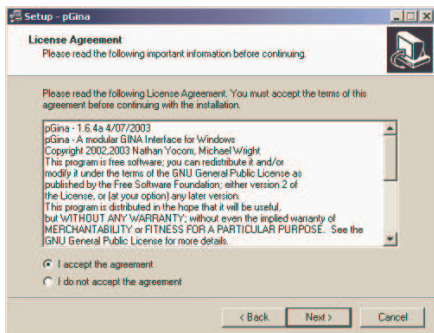 Setup - pGina
License Agreement
Please read the following important information before continuing.
Please read the following License Agreement. You must accept the terms of this
agreement before continuing with the installation.
pGina - 1.6.4a 4/07/2003
pGina - A modular GINA Interface for Windows
Copyright 2002,2003 Nathan Yocom, Michael Wright
This program is free software; you can redistribute it and/or
modify it under the terms of the GNU General Public License as
published by the Free Software Foundation; either version 2 of
the License, or (at your option) any later version.
This program is distributed in the hope that it will be useful,
but WITHOUT ANY WARRANTY; without even the implied warranty of
MERCHANTABILITY or FITNESS FOR A PARTICULAR PURPOSE. See the
GNU General Public License for more details.
I accept the agreement
I do not accept the agreement
< Back
Next >
Cancel